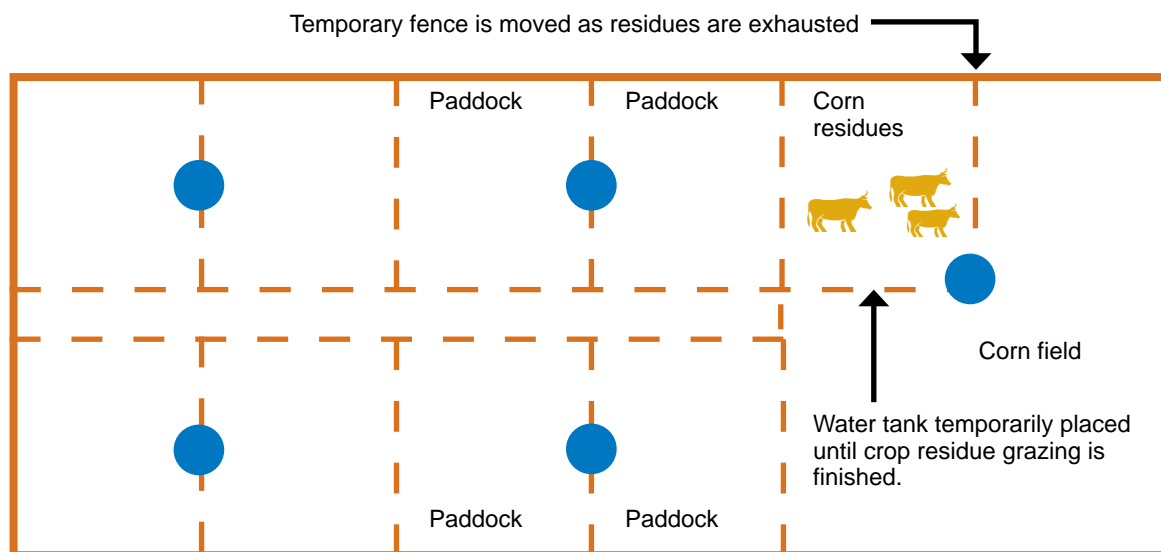 Temporary fence is moved as residues are exhausted
Paddock
Paddock
Corn
residues
Corn field
Water tank temporarily placed
until crop residue grazing is
finished.
Paddock
Paddock